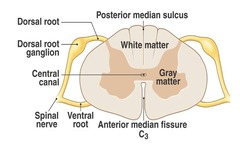 Posterior median sulcus
Dorsal root
Dorsal root
ganglion
White matter
Central
canal
Gray
matter
Spinal
nerve
Ventral
root
Anterior median fissure
C3